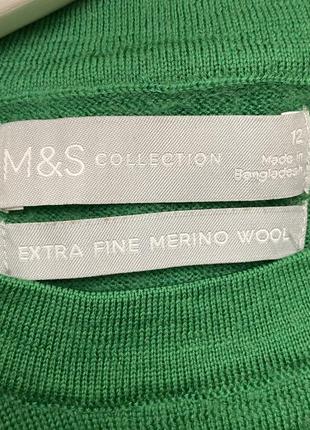 M&S COLLECTION
12
Made in
Bangladesh
EXTRA FINE MERINO WOOL